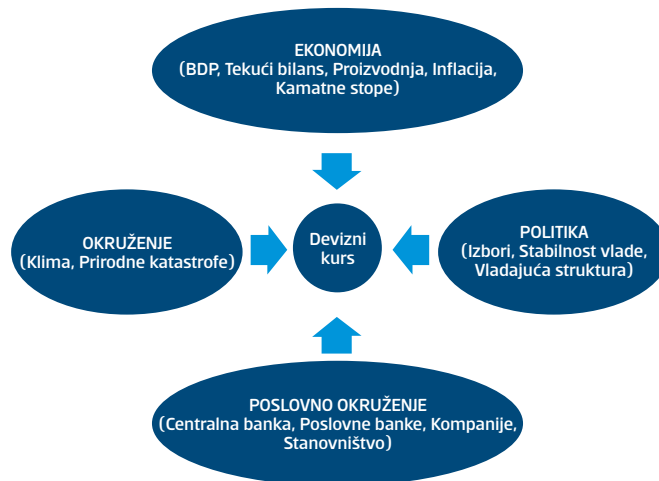 EKONOMIJA
(BDP, Tekući bilans, Proizvodnja, Inflacija,
Kamatne stope)
OKRUŽENJE
(Klima, Prirodne katastrofe)
Devizni
kurs
POLITIKA
(Izbori, Stabilnost vlade,
Vladajuća struktura)
POSLOVNO OKRUŽENJE
(Centralna banka, Poslovne banke, Kompanije,
Stanovništvo)